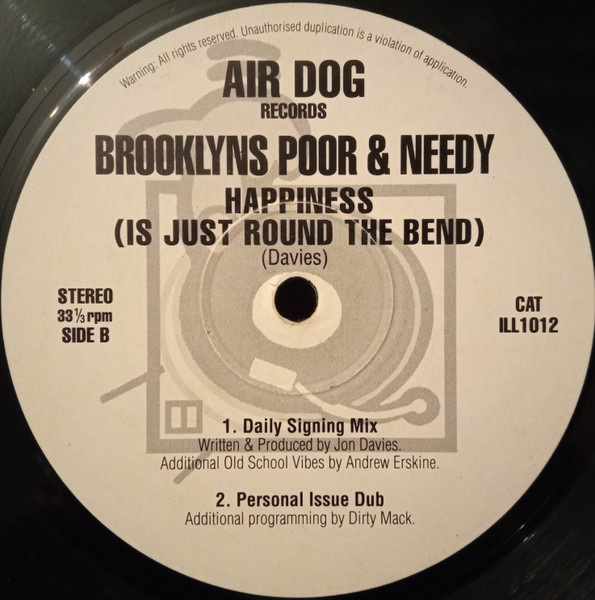 Warning: All rights reserved. Unauthorised duplication is a violation of application.
AIR DOG
RECORDS
BROOKLYNS POOR & NEEDY
HAPPINESS
(IS JUST ROUND THE BEND)
(Davies)
STEREO
33⅓rpm
SIDE B
CAT
ILL1012
1. Daily Signing Mix
Written & Produced by Jon Davies.
Additional Old School Vibes by Andrew Erskine.
2. Personal Issue Dub
Additional programming by Dirty Mack.